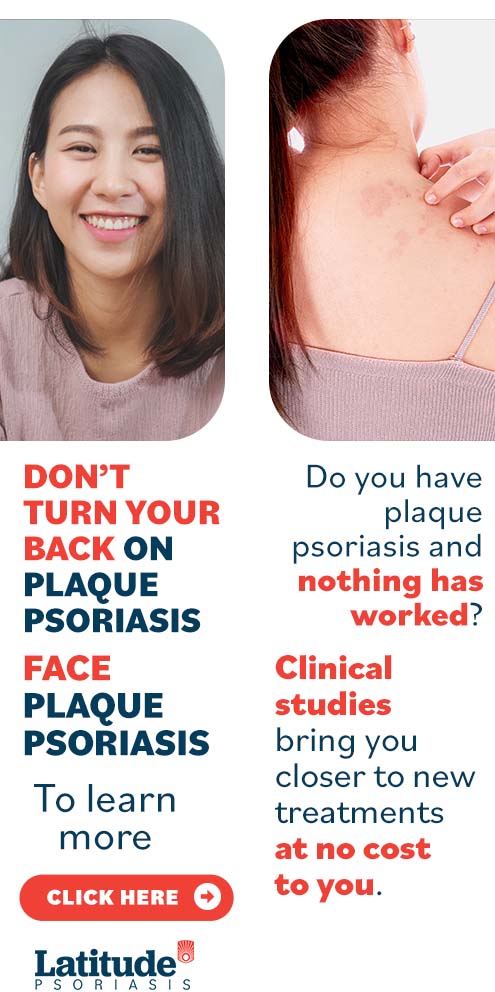 DON'T
TURN YOUR
BACK ON
PLAQUE
PSORIASIS
FACE
PLAQUE
PSORIASIS
To learn
more
CLICK HERE
Latitude
PSORIASIS
Do you have
plaque
psoriasis and
nothing has
worked?
Clinical
studies
bring you
closer to new
treatments
at no cost
to you.